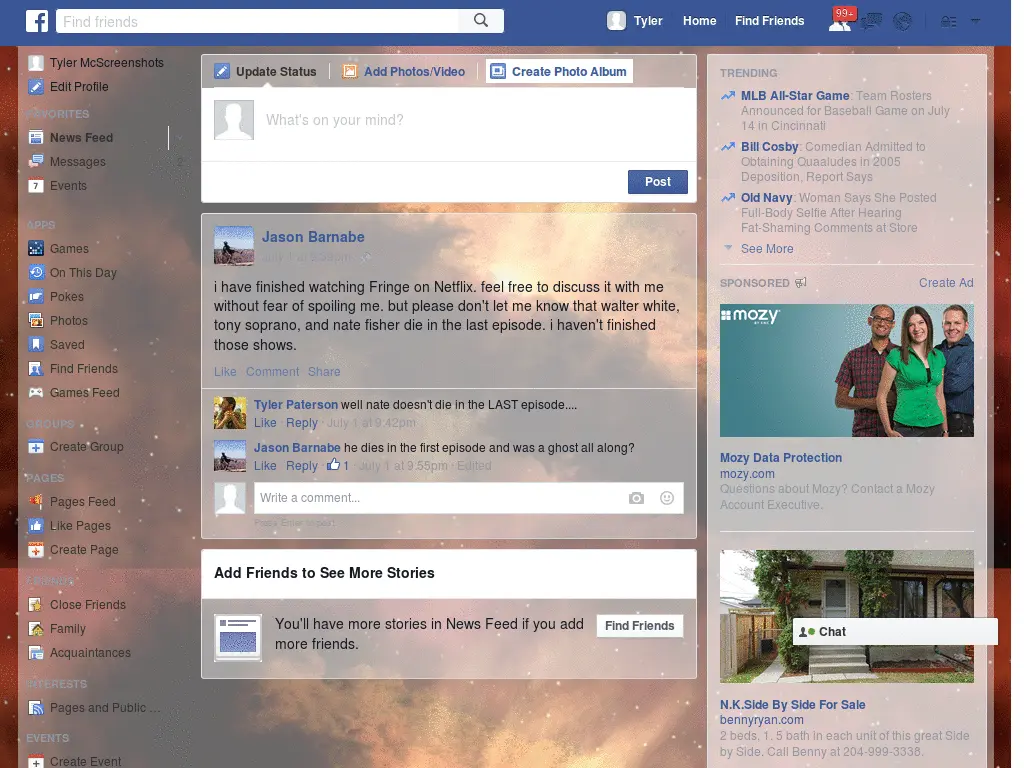 Find friends
Tyler
Home
Find Friends
99+
Tyler McScreenshots
Edit Profile
FAVORITES
News Feed
Messages
2
7
Events
APPS
Games
On This Day
Pokes
Photos
Saved
Find Friends
Games Feed
GROUPS
Create Group
PAGES
Pages Feed
Like Pages
Create Page
FRIENDS
Close Friends
Family
Acquaintances
INTERESTS
Pages and Public ...
EVENTS
Create Event
Update Status
Add Photos/Video
Create Photo Album
What's on your mind?
Post
Jason Barnabe
i have finished watching Fringe on Netflix. feel free to discuss it with me
without fear of spoiling me. but please don't let me know that walter white,
tony soprano, and nate fisher die in the last episode. i haven't finished
those shows.
Like Comment Share
Tyler Paterson well nate doesn't die in the LAST episode....
Like · Reply · July 1 at 9:42pm
Jason Barnabe he dies in the first episode and was a ghost all along?
Like · Reply · 1 · July 1 at 9:55pm · Edited
Write a comment...
Press Enter to post.
Add Friends to See More Stories
You'll have more stories in News Feed if you add
more friends.
Find Friends
TRENDING
MLB All-Star Game: Team Rosters
Announced for Baseball Game on July
14 in Cincinnati
Bill Cosby: Comedian Admitted to
Obtaining Quaaludes in 2005
Deposition, Report Says
Old Navy: Woman Says She Posted
Full-Body Selfie After Hearing
Fat-Shaming Comments at Store
See More
SPONSORED
Create Ad
mozy
BY EMC
Mozy Data Protection
mozy.com
Questions about Mozy? Contact a Mozy
Account Executive.
Chat
N.K.Side By Side For Sale
bennyryan.com
2 beds, 1. 5 bath in each unit of this great Side
by Side. Call Benny at 204-999-3338.